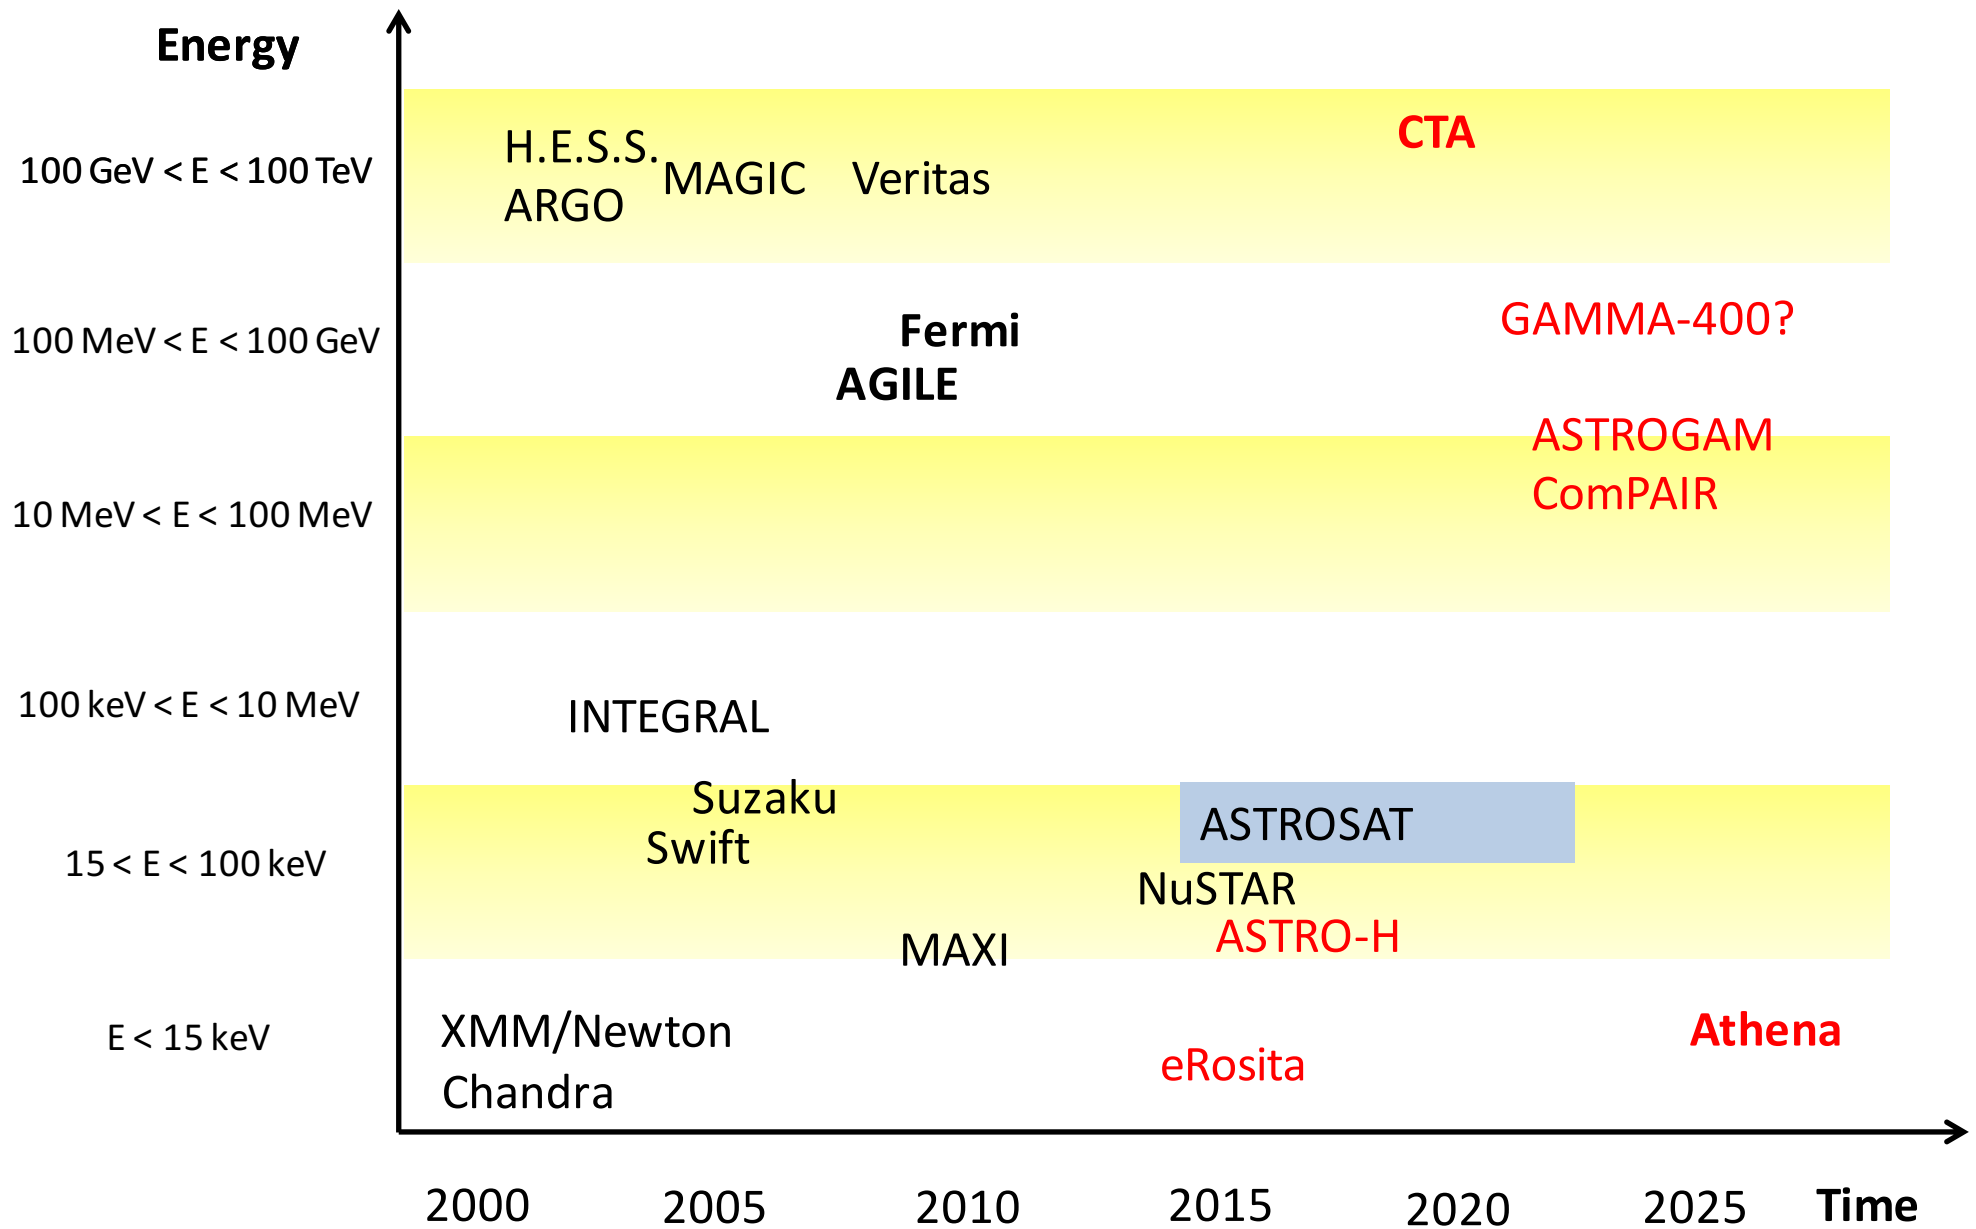 Energy
100 GeV < E < 100 TeV
H.E.S.S.
ARGO
MAGIC
Veritas
CTA
100 MeV < E < 100 GeV
Fermi
AGILE
GAMMA-400?
10 MeV < E < 100 MeV
ASTROGAM
ComPAIR
100 keV < E < 10 MeV
INTEGRAL
15 < E < 100 keV
Suzaku
Swift
MAXI
ASTROSAT
NuSTAR
ASTRO-H
E < 15 keV
XMM/Newton
Chandra
eRosita
Athena
2000 2005 2010 2015 2020 2025 Time